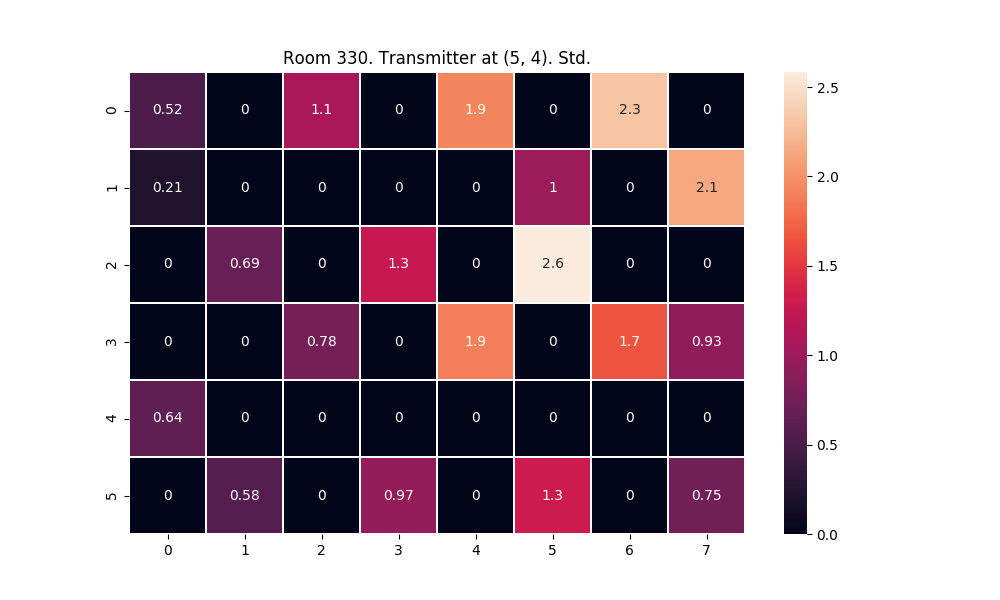 Room 330. Transmitter at (5, 4). Std.
0 0.52 0 1.1 0 1.9 0 2.3 0
1 0.21 0 0 0 0 1 0 2.1
2 0 0.69 0 1.3 0 2.6 0 0
3 0 0 0.78 0 1.9 0 1.7 0.93
4 0.64 0 0 0 0 0 0 0
5 0 0.58 0 0.97 0 1.3 0 0.75
0 1 2 3 4 5 6 7
2.5
2.0
1.5
1.0
0.5
0.0